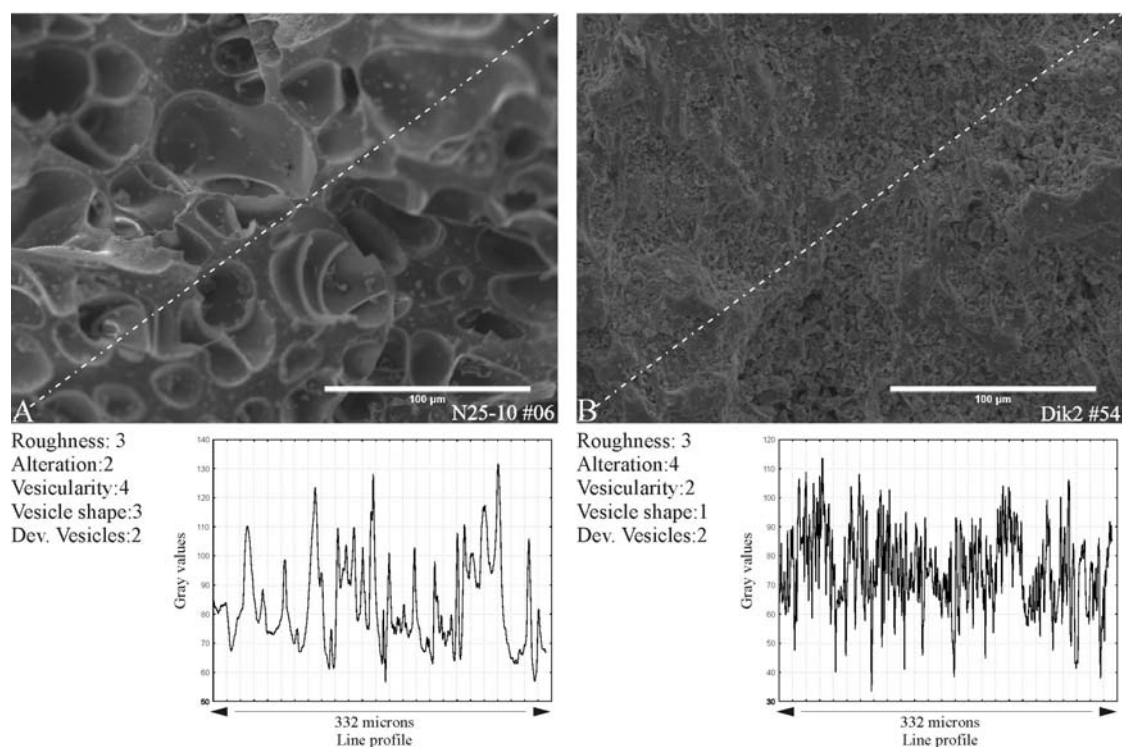 A
100 µm
N25-10 #06
B
100 µm
Dik2 #54
Roughness: 3
Alteration:2
Vesicularity:4
Vesicle shape:3
Dev. Vesicles:2
Gray values
140
130
120
110
100
90
80
70
60
50
332 microns
Line profile
Roughness: 3
Alteration:4
Vesicularity:2
Vesicle shape:1
Dev. Vesicles:2
Gray values
120
110
100
90
80
70
60
50
40
30
332 microns
Line profile